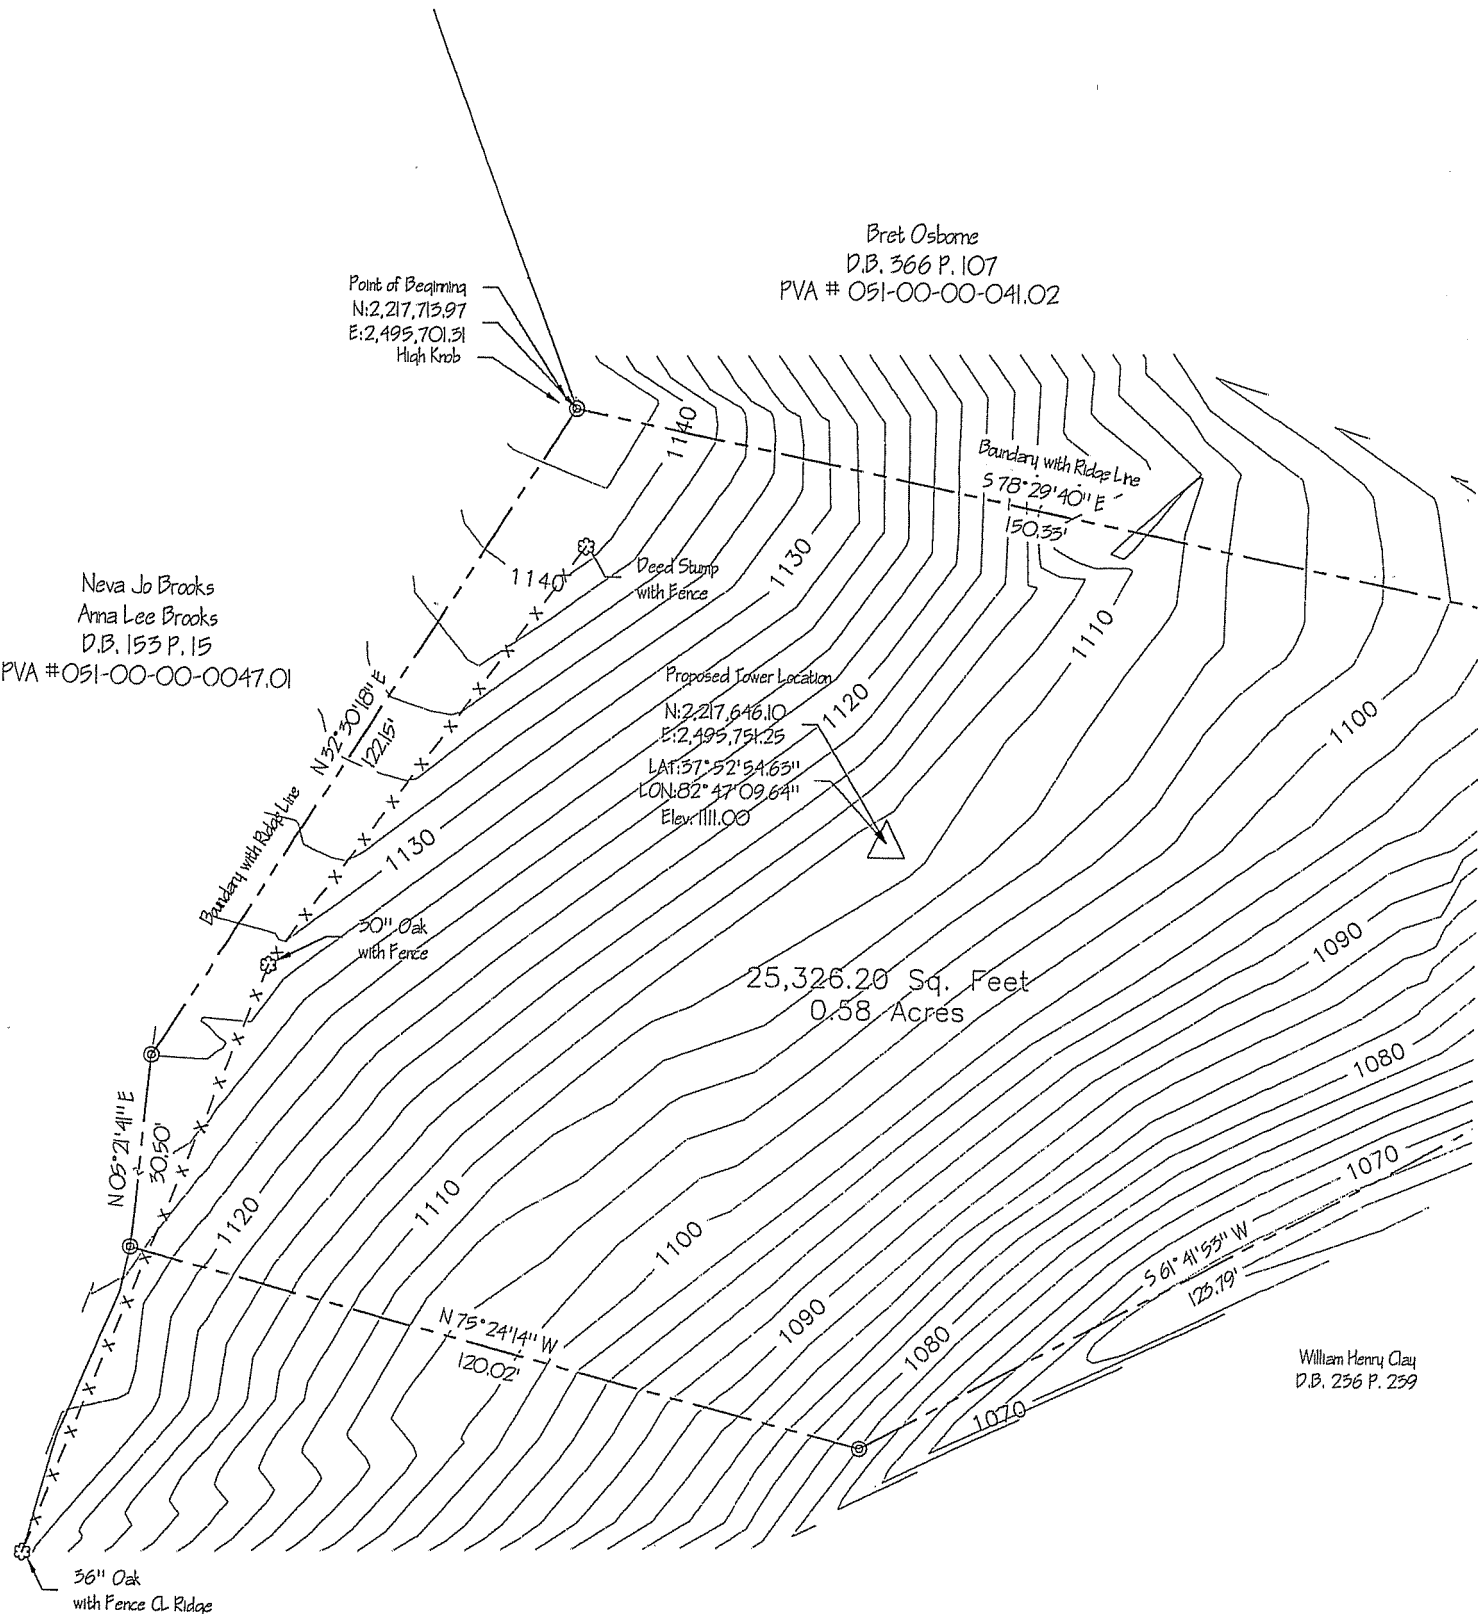 Bret Osborne
D.B. 366 P. 107
PVA # 051-00-00-041.02
Point of Beginning
N:2,217,713.97
E:2,495,701.31
High Knob
1140
Boundary with Ridge Line
S 78°29'40" E
150.33'
1130
1140
Deed Stump
with Fence
Neva Jo Brooks
Anna Lee Brooks
D.B. 153 P. 15
PVA #051-00-00-0047.01
1110
Proposed Tower Location
N:2,217,646.10
E:2,495,751.25
LAT:37°52'54.63"
LON:82°47'09.64"
Elev:1111.00
1120
1100
N 32°30'18" E
122.15'
Boundary with Ridge Line
1130
30" Oak
with Fence
1090
25,326.20 Sq. Feet
0.58 Acres
1080
N 05°21'41" E
30.50'
1070
1110
1120
1100
S 61°41'53" W
123.79'
N 75°24'14" W
120.02'
1090
1080
William Henry Clay
D.B. 236 P. 239
1070
36" Oak
with Fence CL Ridge